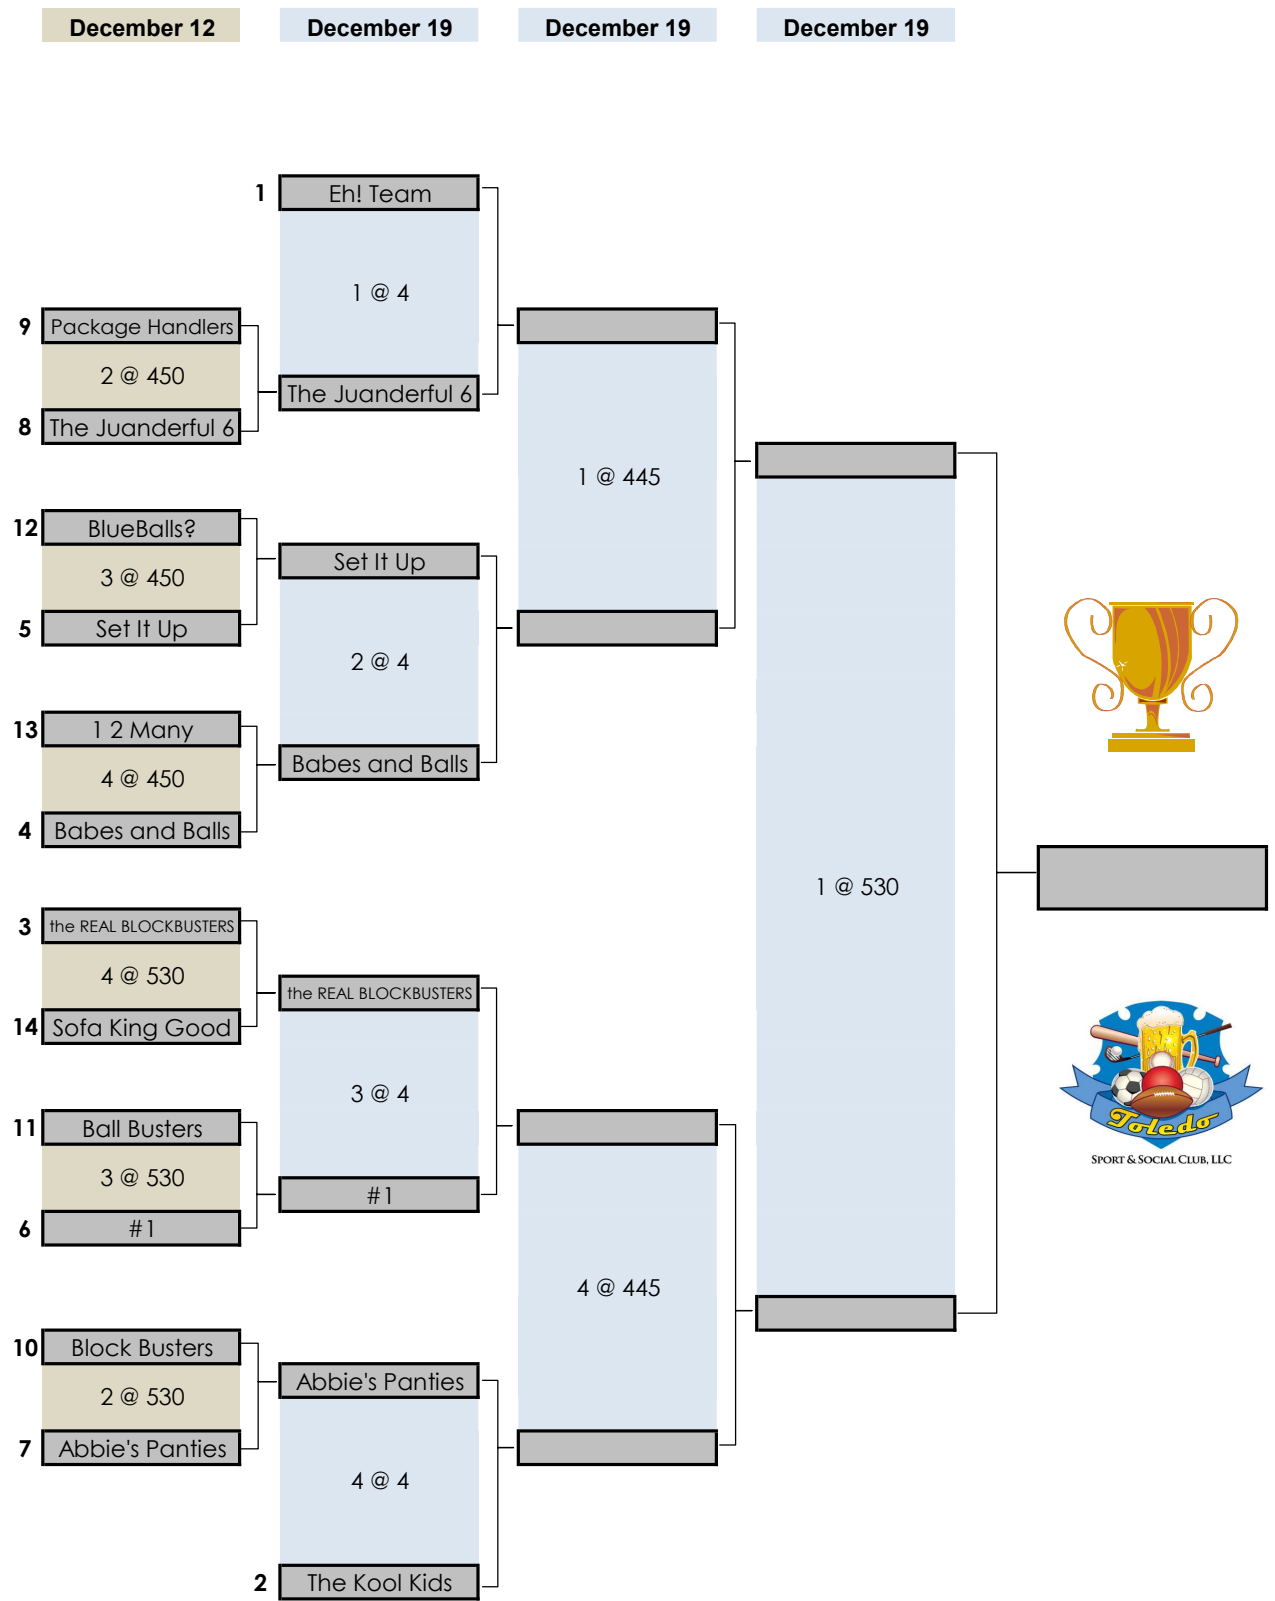 December 12
December 19
December 19
December 19
1
Eh! Team
1 @ 4
9
Package Handlers
2 @ 450
The Juanderful 6
8
The Juanderful 6
1 @ 445
12
BlueBalls?
Set It Up
3 @ 450
5
Set It Up
2 @ 4
13
1 2 Many
Babes and Balls
4 @ 450
4
Babes and Balls
1 @ 530
3
the REAL BLOCKBUSTERS
4 @ 530
the REAL BLOCKBUSTERS
14
Sofa King Good
3 @ 4
11
Ball Busters
3 @ 530
#1
6
#1
4 @ 445
10
Block Busters
2 @ 530
Abbie's Panties
7
Abbie's Panties
4 @ 4
2
The Kool Kids
Toledo
SPORT & SOCIAL CLUB, LLC